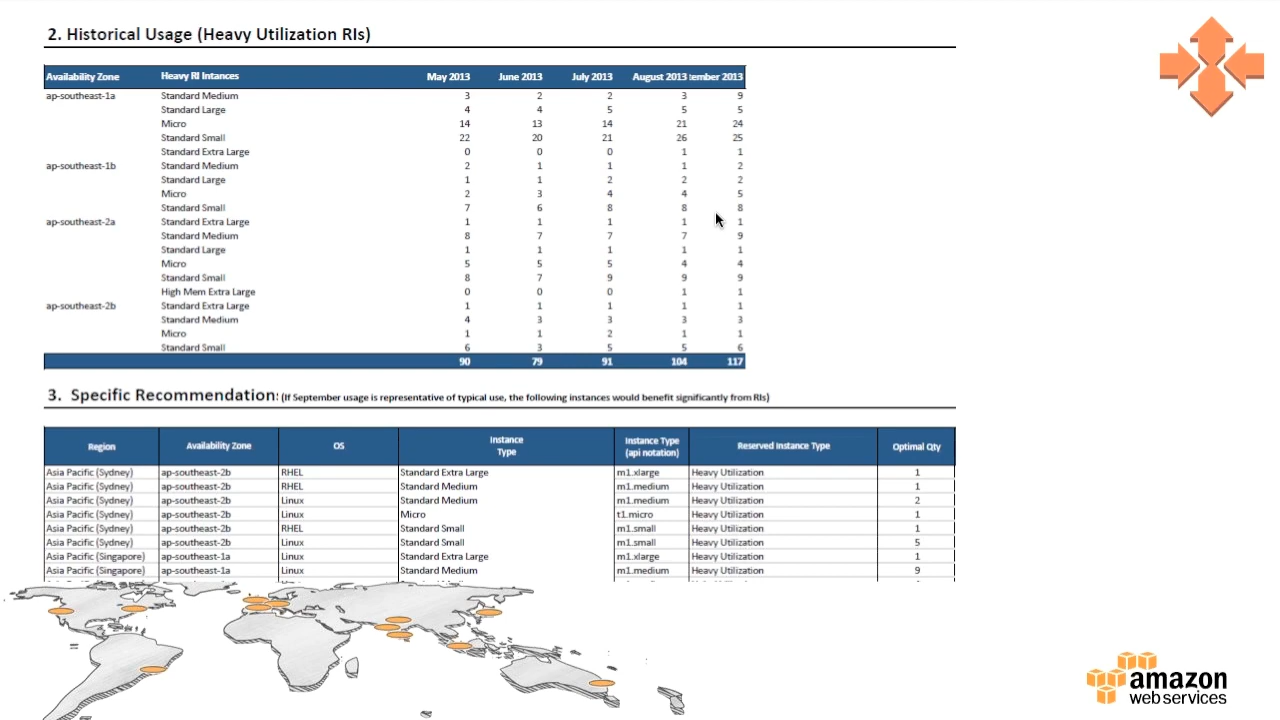 2. Historical Usage (Heavy Utilization RIs)
Availability Zone Heavy RI Intances May 2013 June 2013 July 2013 August 2013 :ember 2013
ap-southeast-1a Standard Medium 3 2 2 3 9
Standard Large 4 4 5 5 5
Micro 14 13 14 21 24
Standard Small 22 20 21 26 25
Standard Extra Large 0 0 0 1 1
ap-southeast-1b Standard Medium 2 1 1 1 2
Standard Large 1 1 2 2 2
Micro 2 3 4 4 5
Standard Small 7 6 8 8 8
ap-southeast-2a Standard Extra Large 1 1 1 1 1
Standard Medium 8 7 7 7 9
Standard Large 1 1 1 1 1
Micro 5 5 5 4 4
Standard Small 8 7 9 9 9
High Mem Extra Large 0 0 0 1 1
ap-southeast-2b Standard Extra Large 1 1 1 1 1
Standard Medium 4 3 3 3 3
Micro 1 1 2 1 1
Standard Small 6 3 5 5 6
90 79 91 104 117
3. Specific Recommendation: (If September usage is representative of typical use, the following instances would benefit significantly from RIs)
Region Availability Zone OS Instance Type Instance Type (api notation) Reserved Instance Type Optimal Qty
Asia Pacific (Sydney) ap-southeast-2b RHEL Standard Extra Large m1.xlarge Heavy Utilization 1
Asia Pacific (Sydney) ap-southeast-2b RHEL Standard Medium m1.medium Heavy Utilization 1
Asia Pacific (Sydney) ap-southeast-2b Linux Standard Medium m1.medium Heavy Utilization 2
Asia Pacific (Sydney) ap-southeast-2b Linux Micro t1.micro Heavy Utilization 1
Asia Pacific (Sydney) ap-southeast-2b RHEL Standard Small m1.small Heavy Utilization 1
Asia Pacific (Sydney) ap-southeast-2b Linux Standard Small m1.small Heavy Utilization 5
Asia Pacific (Singapore) ap-southeast-1a Linux Standard Extra Large m1.xlarge Heavy Utilization 1
Asia Pacific (Singapore) ap-southeast-1a Linux Standard Medium m1.medium Heavy Utilization 9
amazon
web services